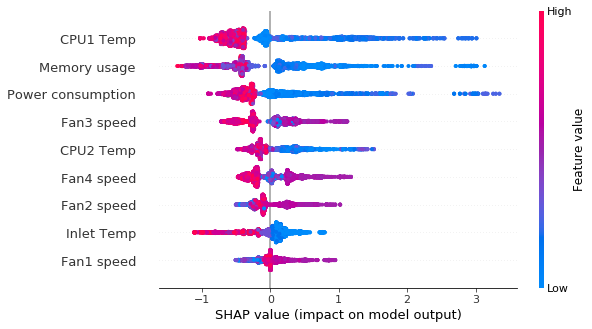 High
CPU1 Temp
Memory usage
Power consumption
Fan3 speed
CPU2 Temp
Fan4 speed
Fan2 speed
Inlet Temp
Fan1 speed
Feature value
Low
−1 0 1 2 3
SHAP value (impact on model output)